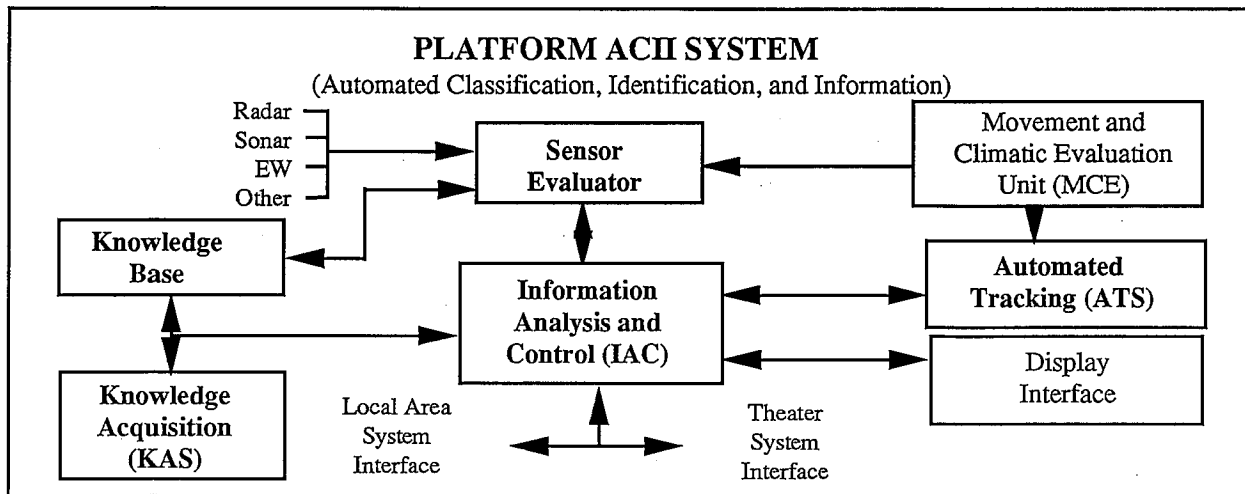 PLATFORM ACII SYSTEM
(Automated Classification, Identification, and Information)
Radar
Sonar
EW
Other
Sensor
Evaluator
Movement and
Climatic Evaluation
Unit (MCE)
Knowledge
Base
Information
Analysis and
Control (IAC)
Automated
Tracking (ATS)
Knowledge
Acquisition
(KAS)
Display
Interface
Local Area
System
Interface
Theater
System
Interface